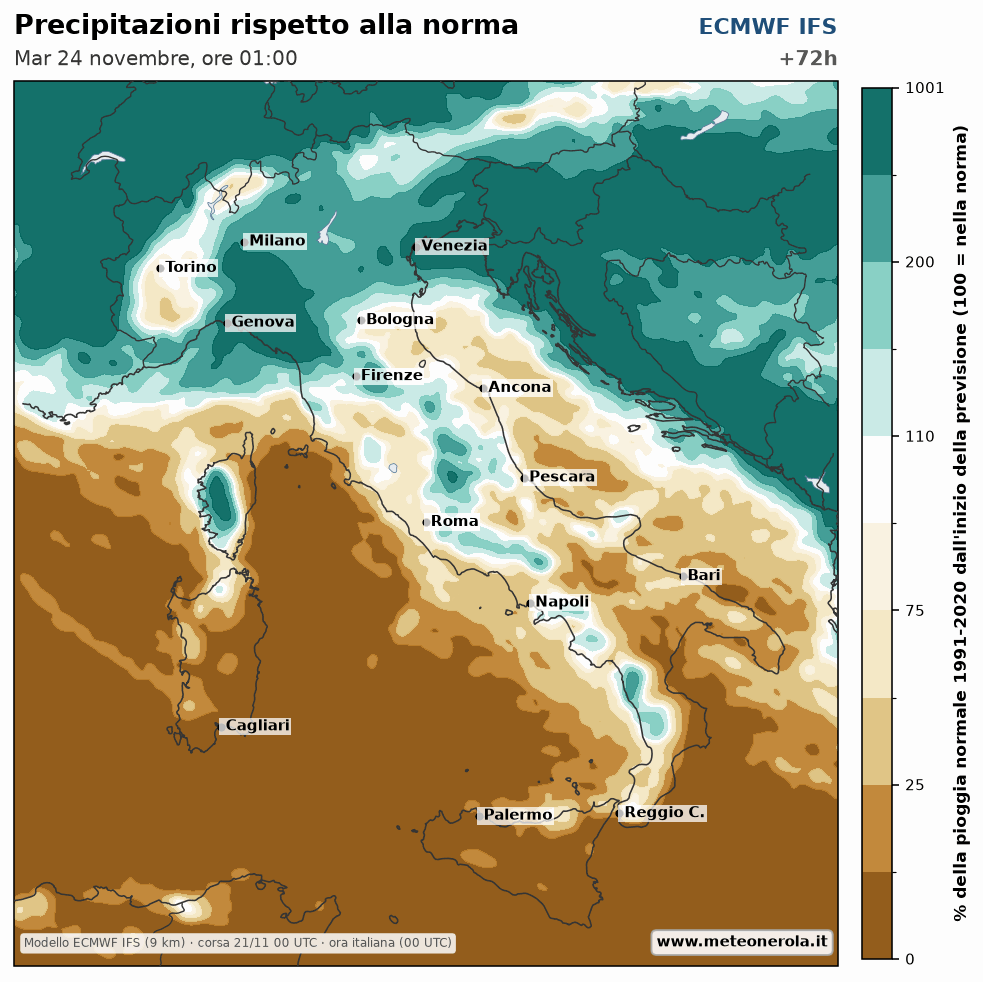 Precipitazioni rispetto alla norma
ECMWF IFS
Mar 24 novembre, ore 01:00
+72h
Milano
Venezia
Torino
Genova
Bologna
Firenze
Ancona
Pescara
Roma
Bari
Napoli
Cagliari
Palermo
Reggio C.
1001
200
110
75
25
0
% della pioggia normale 1991-2020 dall'inizio della previsione (100 = nella norma)
Modello ECMWF IFS (9 km) · corsa 21/11 00 UTC · ora italiana (00 UTC)
www.meteonerola.it